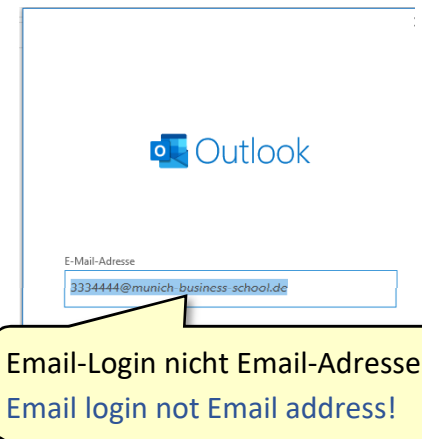 Outlook
E-Mail-Adresse
3334444@munich-business-school.de
Email-Login nicht Email-Adresse
Email login not Email address!